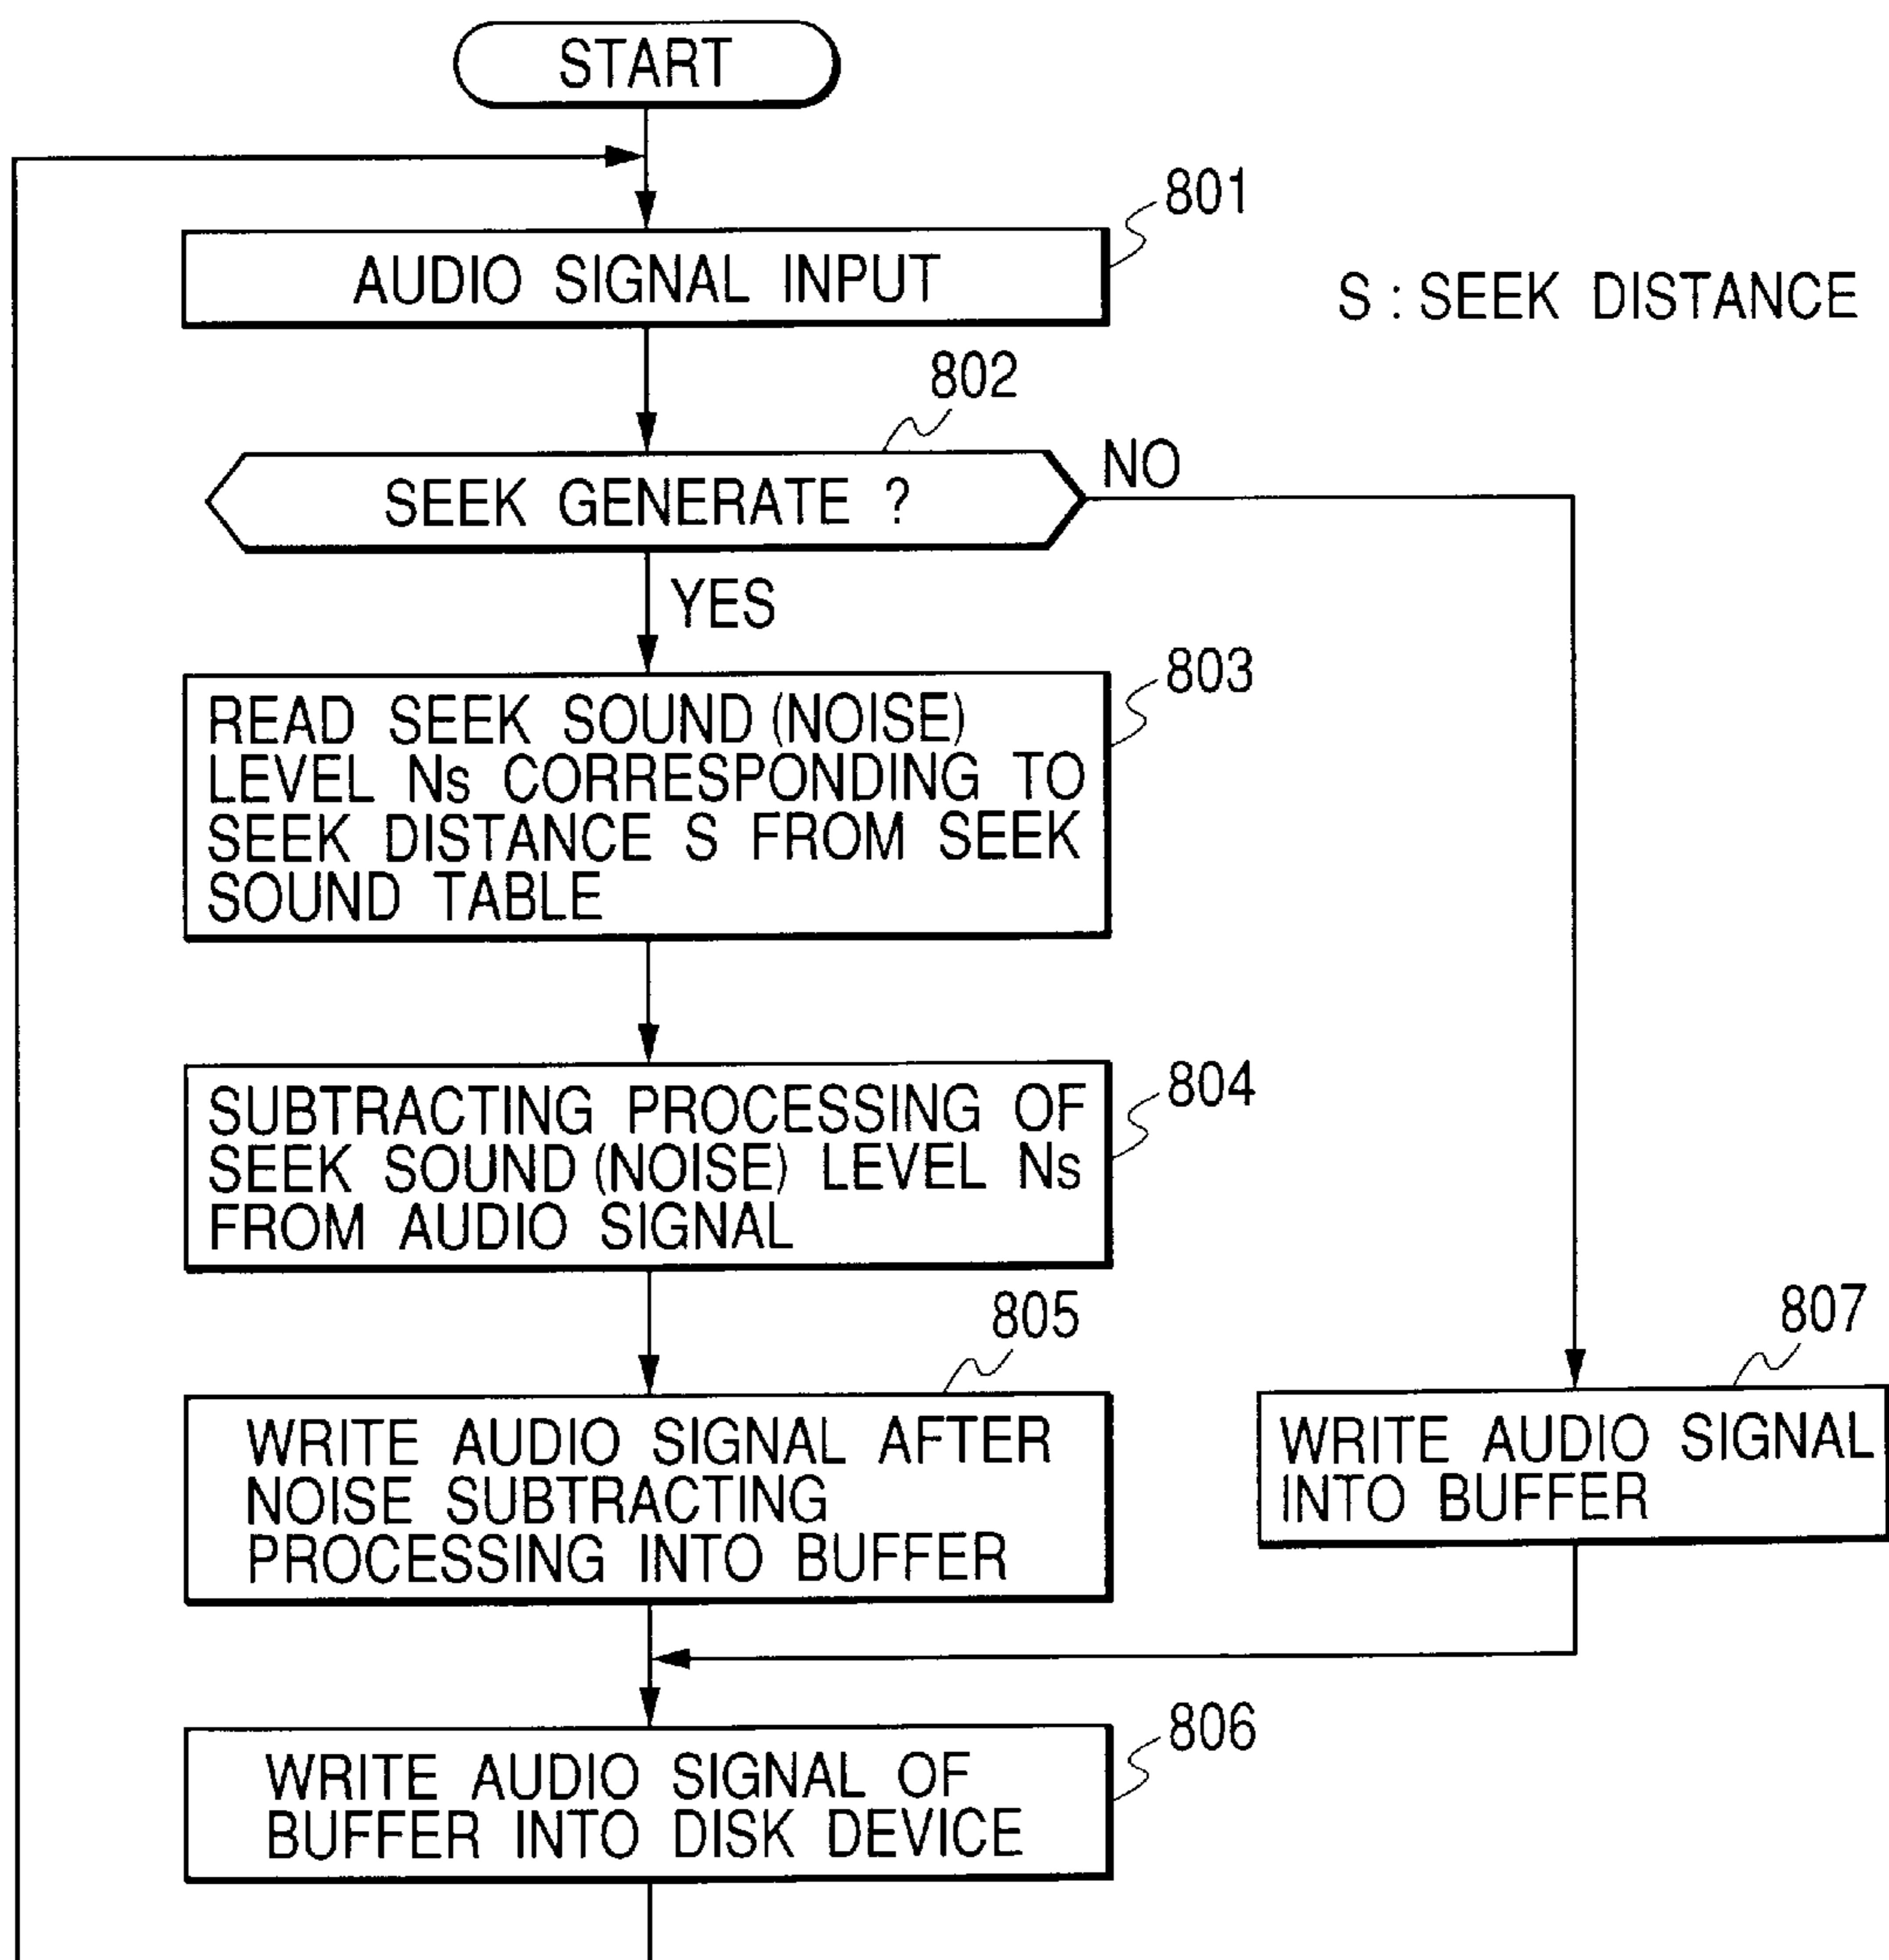 START
801
AUDIO SIGNAL INPUT
S : SEEK DISTANCE
802
SEEK GENERATE ?
NO
YES
803
READ SEEK SOUND (NOISE)
LEVEL Ns CORRESPONDING TO
SEEK DISTANCE S FROM SEEK
SOUND TABLE
804
SUBTRACTING PROCESSING OF
SEEK SOUND (NOISE) LEVEL Ns
FROM AUDIO SIGNAL
805
WRITE AUDIO SIGNAL AFTER
NOISE SUBTRACTING
PROCESSING INTO BUFFER
807
WRITE AUDIO SIGNAL
INTO BUFFER
806
WRITE AUDIO SIGNAL OF
BUFFER INTO DISK DEVICE